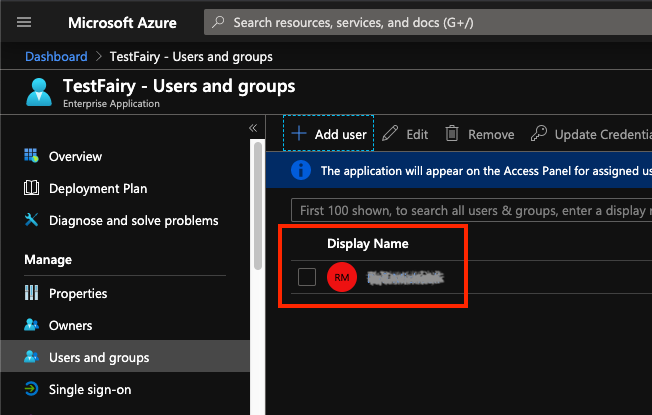 Microsoft Azure
Search resources, services, and docs (G+/)
Dashboard > TestFairy - Users and groups
TestFairy - Users and groups
Enterprise Application
«
Add user
Edit
Remove
Update Credentia
The application will appear on the Access Panel for assigned us
First 100 shown, to search all users & groups, enter a display n
Display Name
RM
Overview
Deployment Plan
Diagnose and solve problems
Manage
Properties
Owners
Users and groups
Single sign-on